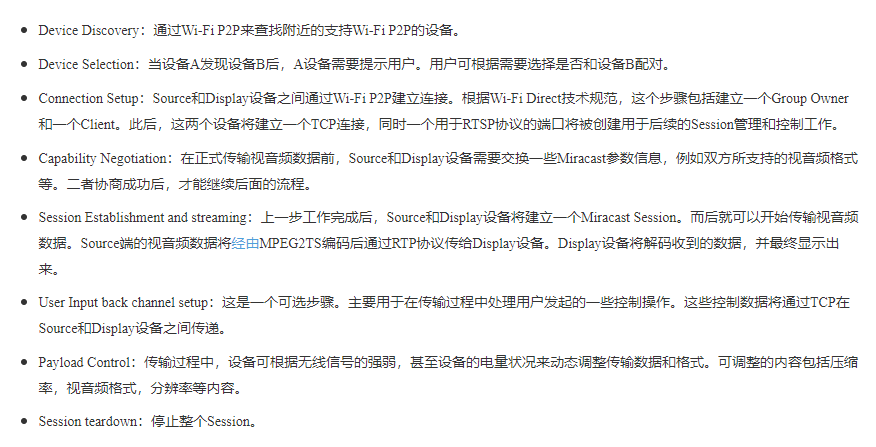 Device Discovery：通过Wi-Fi P2P来查找附近的支持Wi-Fi P2P的设备。
Device Selection：当设备A发现设备B后，A设备需要提示用户。用户可根据需要选择是否和设备B配对。
Connection Setup：Source和Display设备之间通过Wi-Fi P2P建立连接。根据Wi-Fi Direct技术规范，这个步骤包括建立一个Group Owner
和一个Client。此后，这两个设备将建立一个TCP连接，同时一个用于RTSP协议的端口将被创建用于后续的Session管理和控制工作。
Capability Negotiation：在正式传输视音频数据前，Source和Display设备需要交换一些Miracast参数信息，例如双方所支持的视音频格式
等。二者协商成功后，才能继续后面的流程。
Session Establishment and streaming：上一步工作完成后，Source和Display设备将建立一个Miracast Session。而后就可以开始传输视音频
数据。Source端的视音频数据将经由MPEG2TS编码后通过RTP协议传给Display设备。Display设备将解码收到的数据，并最终显示出
来。
User Input back channel setup：这是一个可选步骤。主要用于在传输过程中处理用户发起的一些控制操作。这些控制数据将通过TCP在
Source和Display设备之间传递。
Payload Control：传输过程中，设备可根据无线信号的强弱，甚至设备的电量状况来动态调整传输数据和格式。可调整的内容包括压缩
率，视音频格式，分辨率等内容。
Session teardown：停止整个Session。